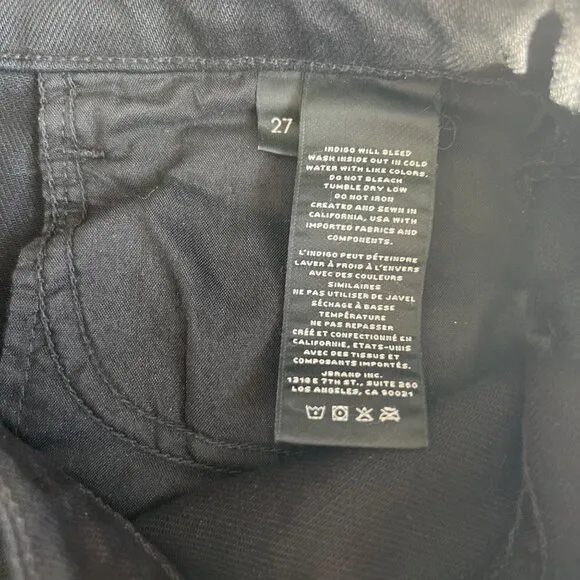 27
INDIGO WILL BLEED
WASH INSIDE OUT IN COLD
WATER WITH LIKE COLORS.
DO NOT BLEACH
TUMBLE DRY LOW
DO NOT IRON
CREATED AND SEWN IN
CALIFORNIA, USA WITH
IMPORTED FABRICS AND
COMPONENTS.
L'INDIGO PEUT DÉTEINDRE
LAVER À FROID À L'ENVERS
AVEC DES COULEURS
SIMILAIRES
NE PAS UTILISER DE JAVEL
SÉCHAGE À BASSE
TEMPÉRATURE
NE PAS REPASSER
CRÉÉ ET CONFECTIONNÉ EN
CALIFORNIE, ETATS-UNIS
AVEC DES TISSUS ET
COMPOSANTS IMPORTÉS.
JBRAND INC.
1318 E 7TH ST., SUITE 260
LOS ANGELES, CA 90021